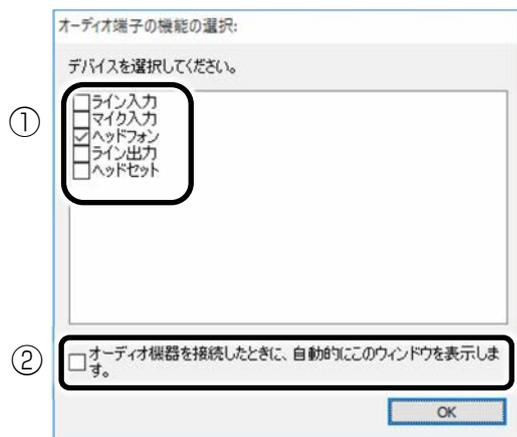 オーディオ端子の機能の選択:
デバイスを選択してください。
①
ライン入力
マイク入力
ヘッドフォン
ライン出力
ヘッドセット
②
オーディオ機器を接続したときに、自動的にこのウィンドウを表示しま
す。
OK